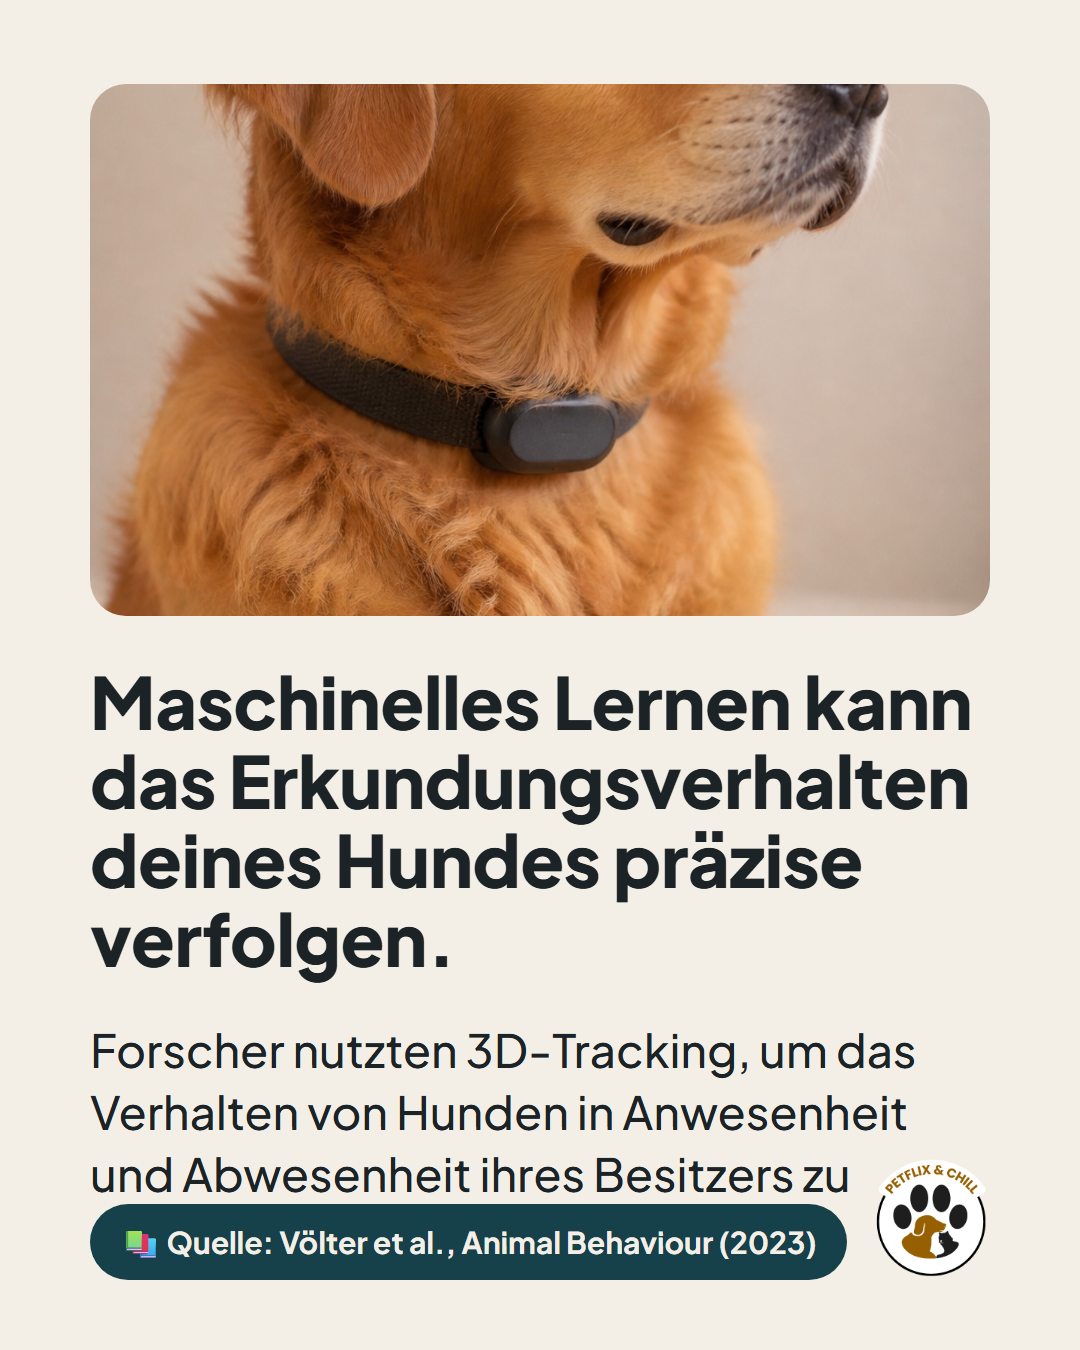 Maschinelles Lernen kann
das Erkundungsverhalten
deines Hundes präzise
verfolgen.
Forscher nutzten 3D-Tracking, um das
Verhalten von Hunden in Anwesenheit
und Abwesenheit ihres Besitzers zu
Quelle: Völter et al., Animal Behaviour (2023)
PETFLIX & CHILL